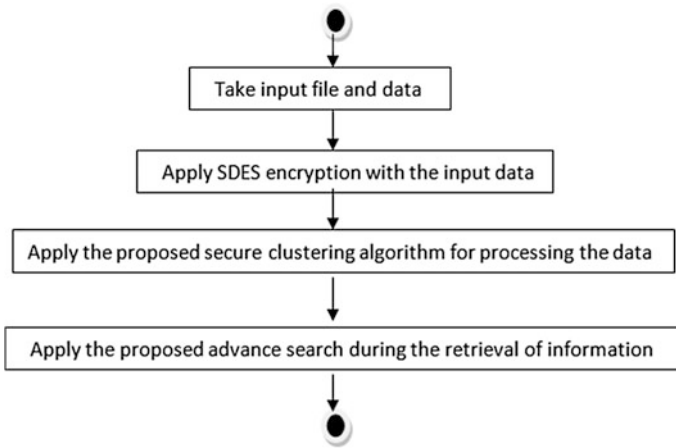 Take input file and data
Apply SDES encryption with the input data
Apply the proposed secure clustering algorithm for processing the data
Apply the proposed advance search during the retrieval of information